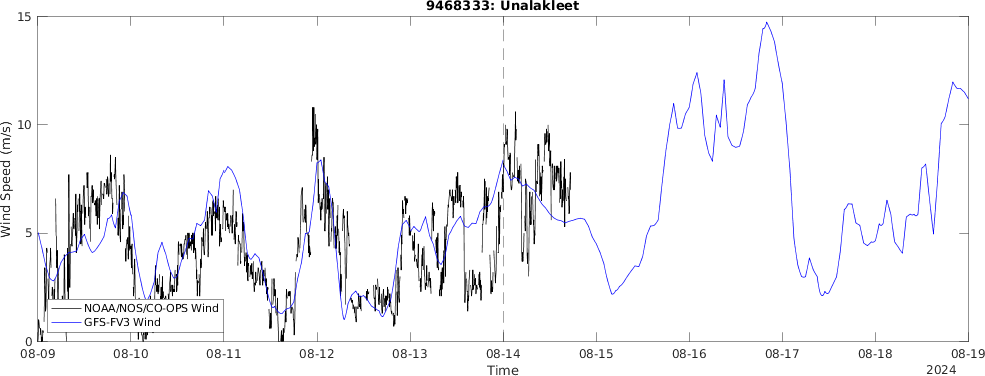 9468333: Unalakleet
15
10
5
0
Wind Speed (m/s)
NOAA/NOS/CO-OPS Wind
GFS-FV3 Wind
08-09 08-10 08-11 08-12 08-13 08-14 08-15 08-16 08-17 08-18 08-19
Time
2024